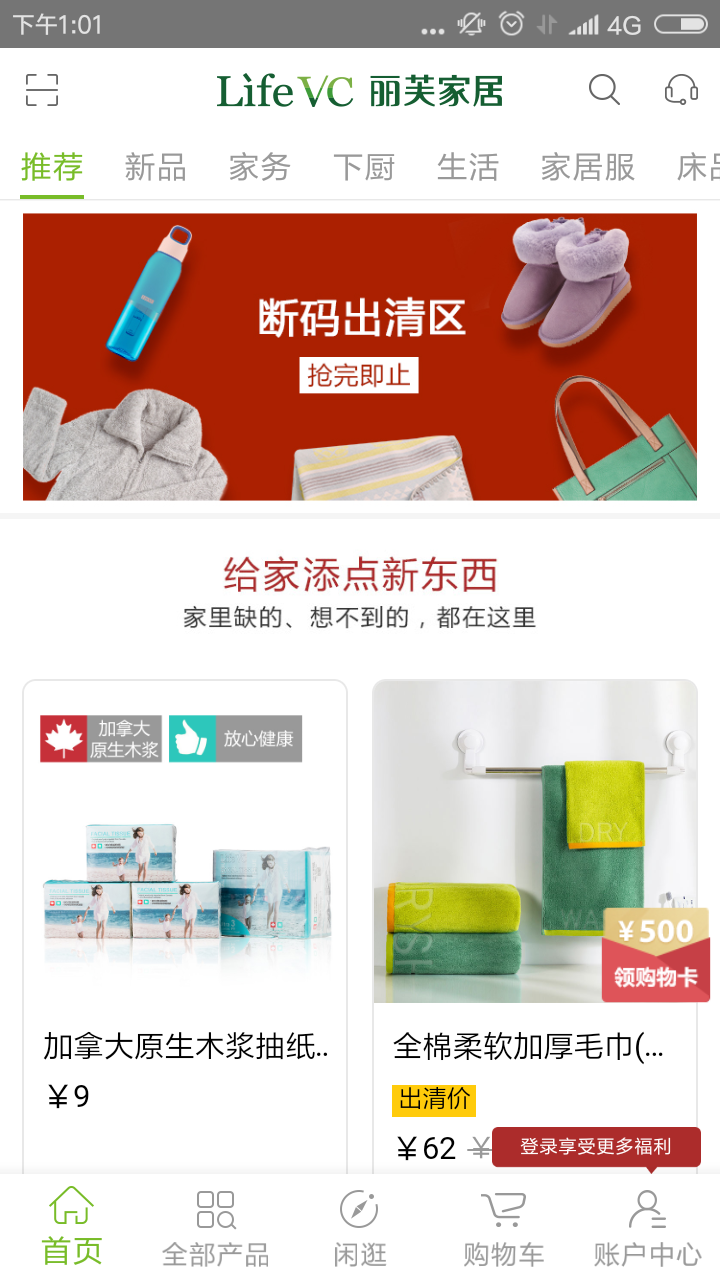 下午1:01
4G
LifeVC 丽芙家居
推荐 新品 家务 下厨 生活 家居服 床品
断码出清区
抢完即止
给家添点新东西
家里缺的、想不到的，都在这里
加拿大
原生木浆
放心健康
FACIAL TISSUE
FACIAL TISSUE
FACIAL TISSUE
DRY
¥500
领购物卡
加拿大原生木浆抽纸..
¥9
全棉柔软加厚毛巾(...
出清价
¥62 ¥
登录享受更多福利
首页 全部产品 闲逛 购物车 账户中心